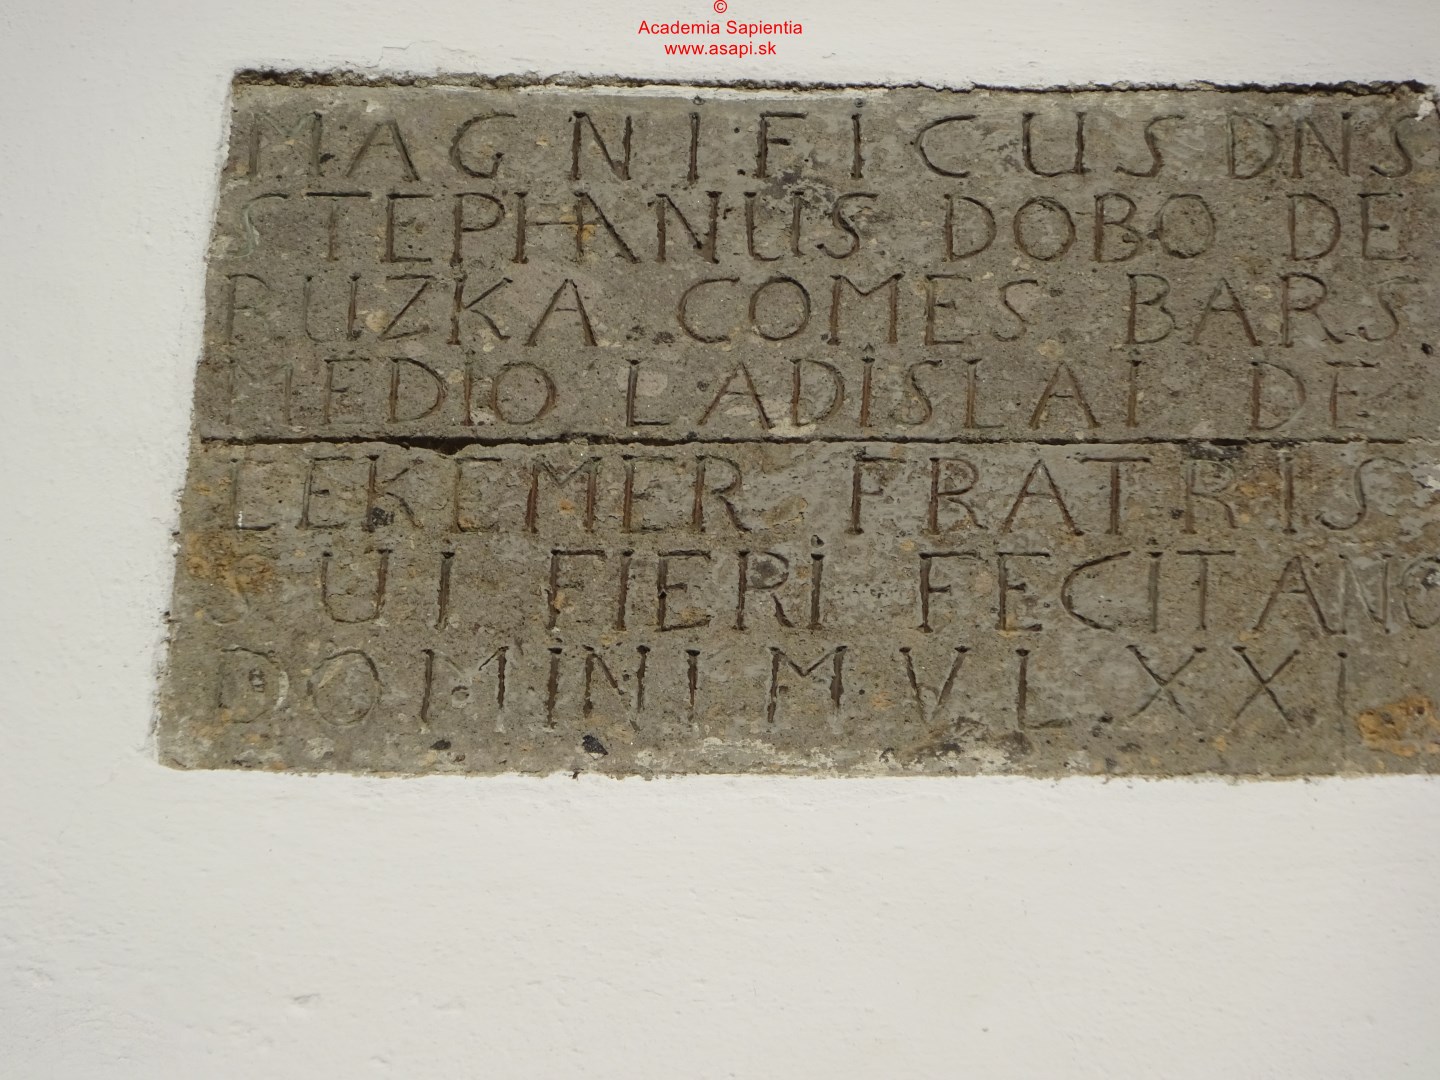 ©
Academia Sapientia
www.asapi.sk
MAGNIFICUS DNS
STEPHANUS DOBO DE
RUZKA COMES BARS
MEDIO LADISLAI DE
LEKEMER FRATRIS
SUI FIERI FECIT ANO
DOMINI MVLXXI